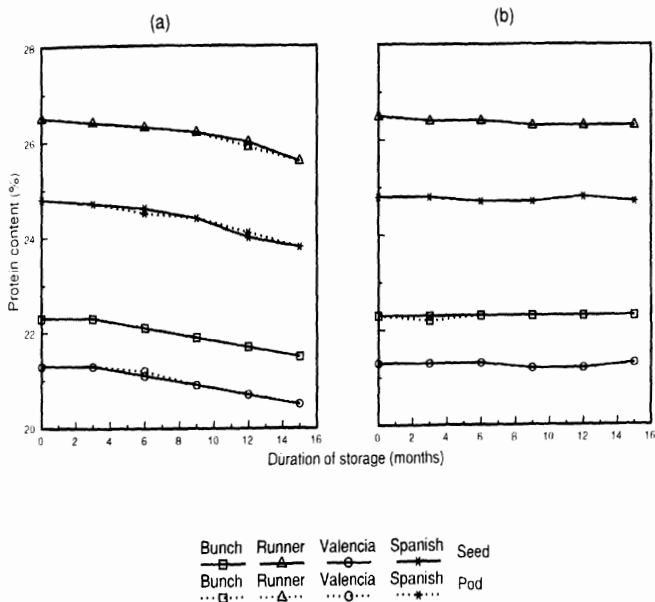 (a) (b)
28
26
24
22
20
Protein content (%)
0 2 4 6 8 10 12 14 16 0 2 4 6 8 10 12 14 16
Duration of storage (months)
Bunch Runner Valencia Spanish Seed
Bunch Runner Valencia Spanish Pod